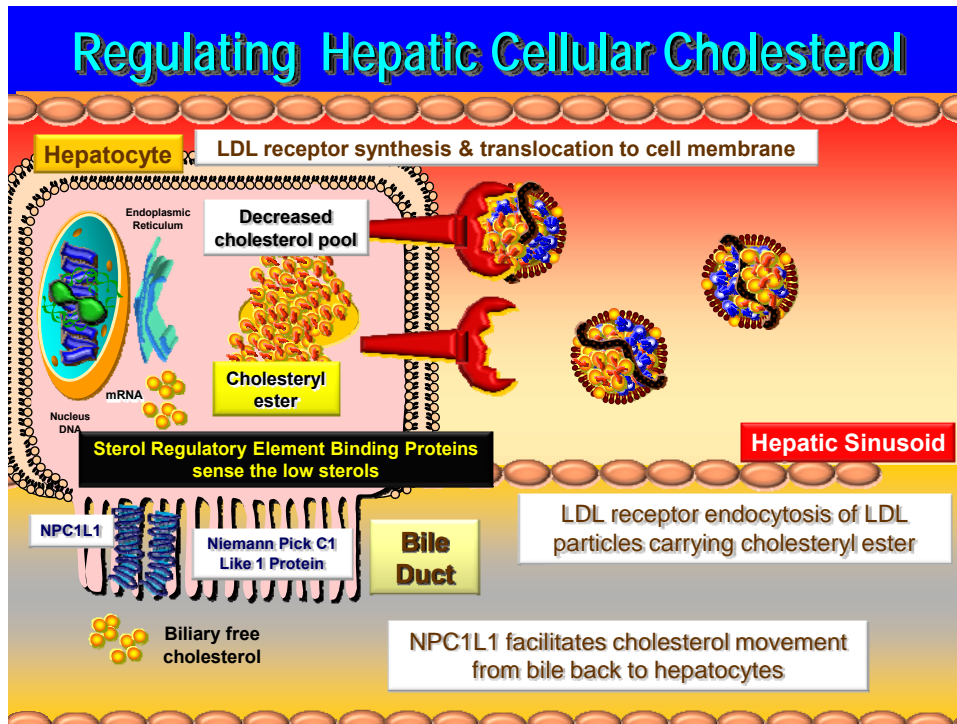 Regulating Hepatic Cellular Cholesterol
Hepatocyte
LDL receptor synthesis & translocation to cell membrane
Endoplasmic
Reticulum
Decreased
cholesterol pool
mRNA
Cholesteryl
ester
Nucleus
DNA
Sterol Regulatory Element Binding Proteins
sense the low sterols
Hepatic Sinusoid
NPC1L1
Niemann Pick C1
Like 1 Protein
Bile
Duct
LDL receptor endocytosis of LDL
particles carrying cholesteryl ester
Biliary free
cholesterol
NPC1L1 facilitates cholesterol movement
from bile back to hepatocytes